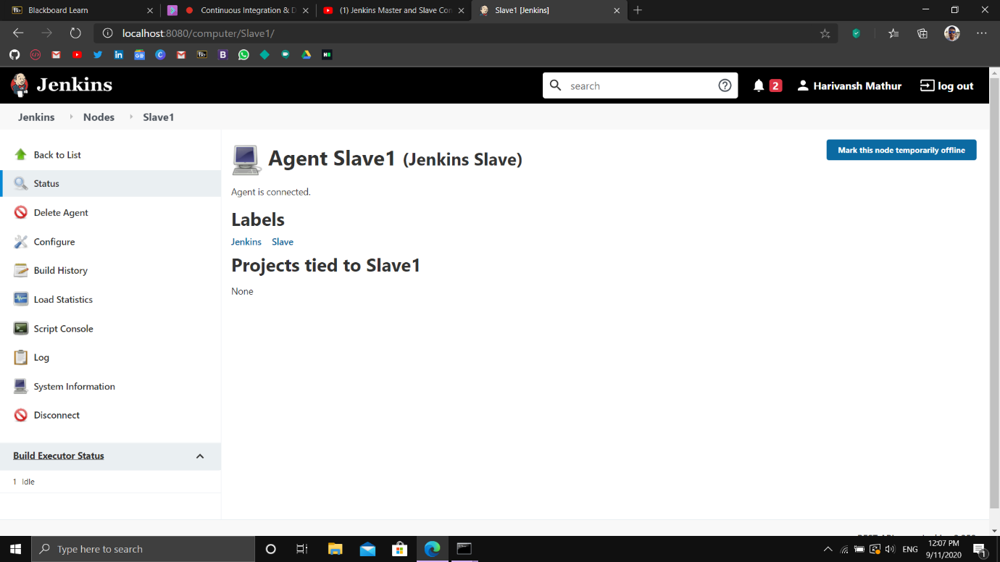 Blackboard Learn
Continuous Integration & D
(1) Jenkins Master and Slave Con
Slave1 [Jenkins]
localhost:8080/computer/Slave1/
Jenkins
search
2
Harivansh Mathur
log out
Jenkins
Nodes
Slave1
Back to List
Status
Delete Agent
Configure
Build History
Load Statistics
Script Console
Log
System Information
Disconnect
Build Executor Status
1 Idle
Agent Slave1 (Jenkins Slave)
Mark this node temporarily offline
Agent is connected.
Labels
Jenkins Slave
Projects tied to Slave1
None
Type here to search
ENG
12:07 PM
9/11/2020
1